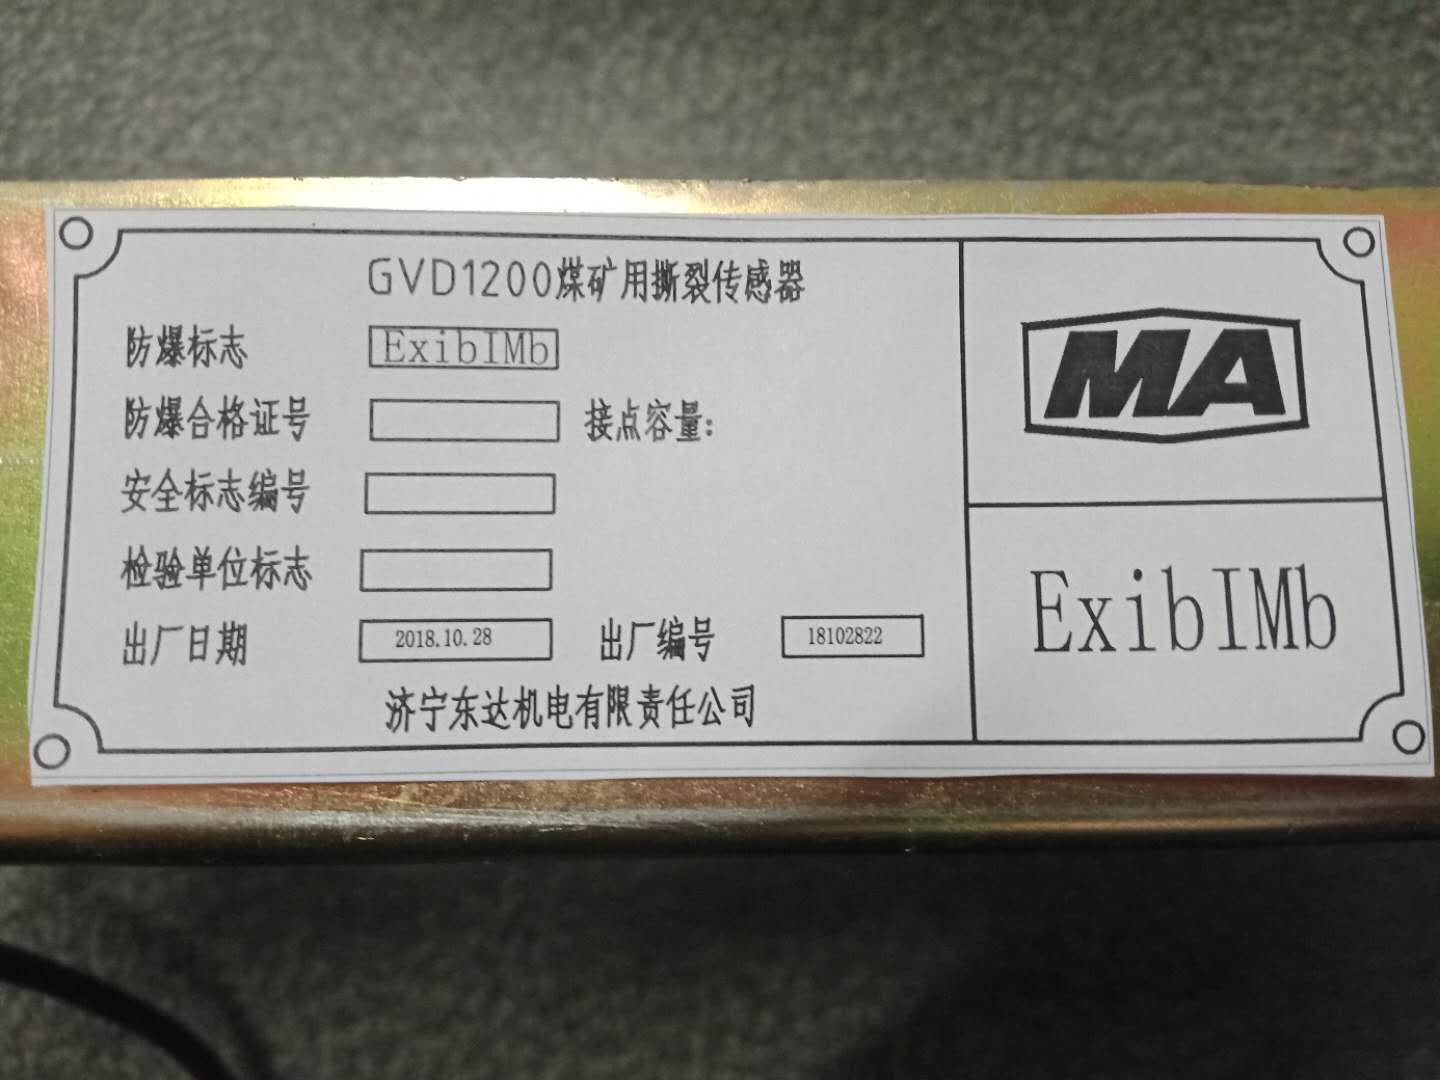 GVD1200煤矿用撕裂传感器
防爆标志 ExibIMb
防爆合格证号 接点容量:
安全标志编号
检验单位标志
出厂日期 2018.10.28 出厂编号 18102822
济宁东达机电有限责任公司
MA
ExibIMb